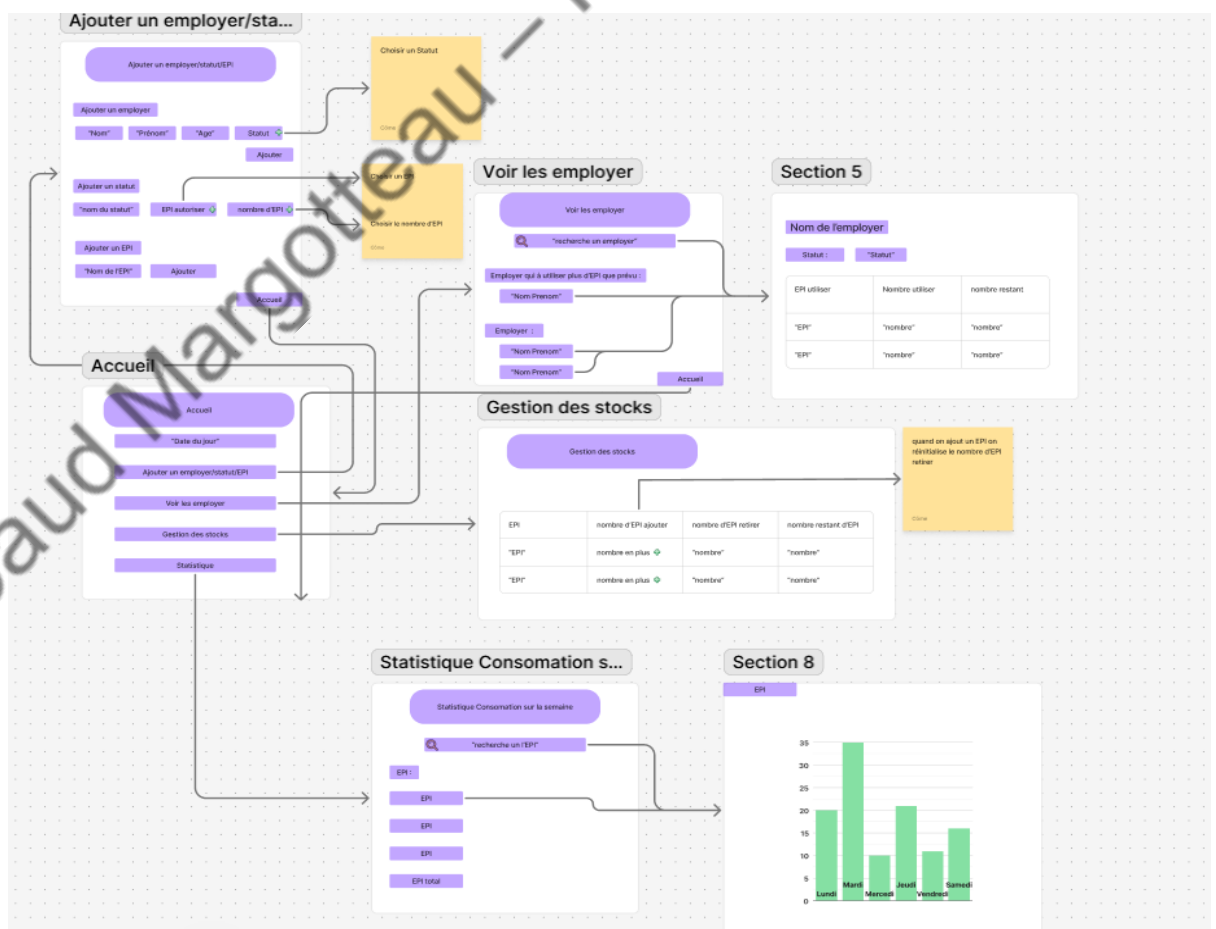 Ajouter un employer/sta...
Ajouter un employer/statut/EPI
Ajouter un employer
"Nom" "Prénom" "Age" Statut
Ajouter
Ajouter un statut
"nom du statut" EPI autoriser nombre d'EPI
Ajouter un EPI
"Nom de l'EPI" Ajouter
Accueil
Choisir un Statut
Choisir un EPI
Choisir le nombre d'EPI
Voir les employer
Voir les employer
"recherche un employer"
Employer qui à utiliser plus d'EPI que prévu :
"Nom Prenom"
Employer :
"Nom Prenom"
"Nom Prenom"
Accueil
Section 5
Nom de l'employer
Statut : "Statut"
EPI utiliser Nombre utiliser nombre restant
"EPI" "nombre" "nombre"
"EPI" "nombre" "nombre"
Accueil
Accueil
"Date du jour"
Ajouter un employer/statut/EPI
Voir les employer
Gestion des stocks
Statistique
Gestion des stocks
Gestion des stocks
EPI nombre d'EPI ajouter nombre d'EPI retirer nombre restant d'EPI
"EPI" nombre en plus "nombre" "nombre"
"EPI" nombre en plus "nombre" "nombre"
quand on ajout un EPI on
réinitialise le nombre d'EPI
retirer
Statistique Consomation s...
Statistique Consomation sur la semaine
"recherche un l'EPI"
EPI :
EPI
EPI
EPI
EPI total
Section 8
EPI
35
30
25
20
15
10
5
0
Lundi Mardi Mercredi Jeudi Vendredi Samedi
aud Margotteau –